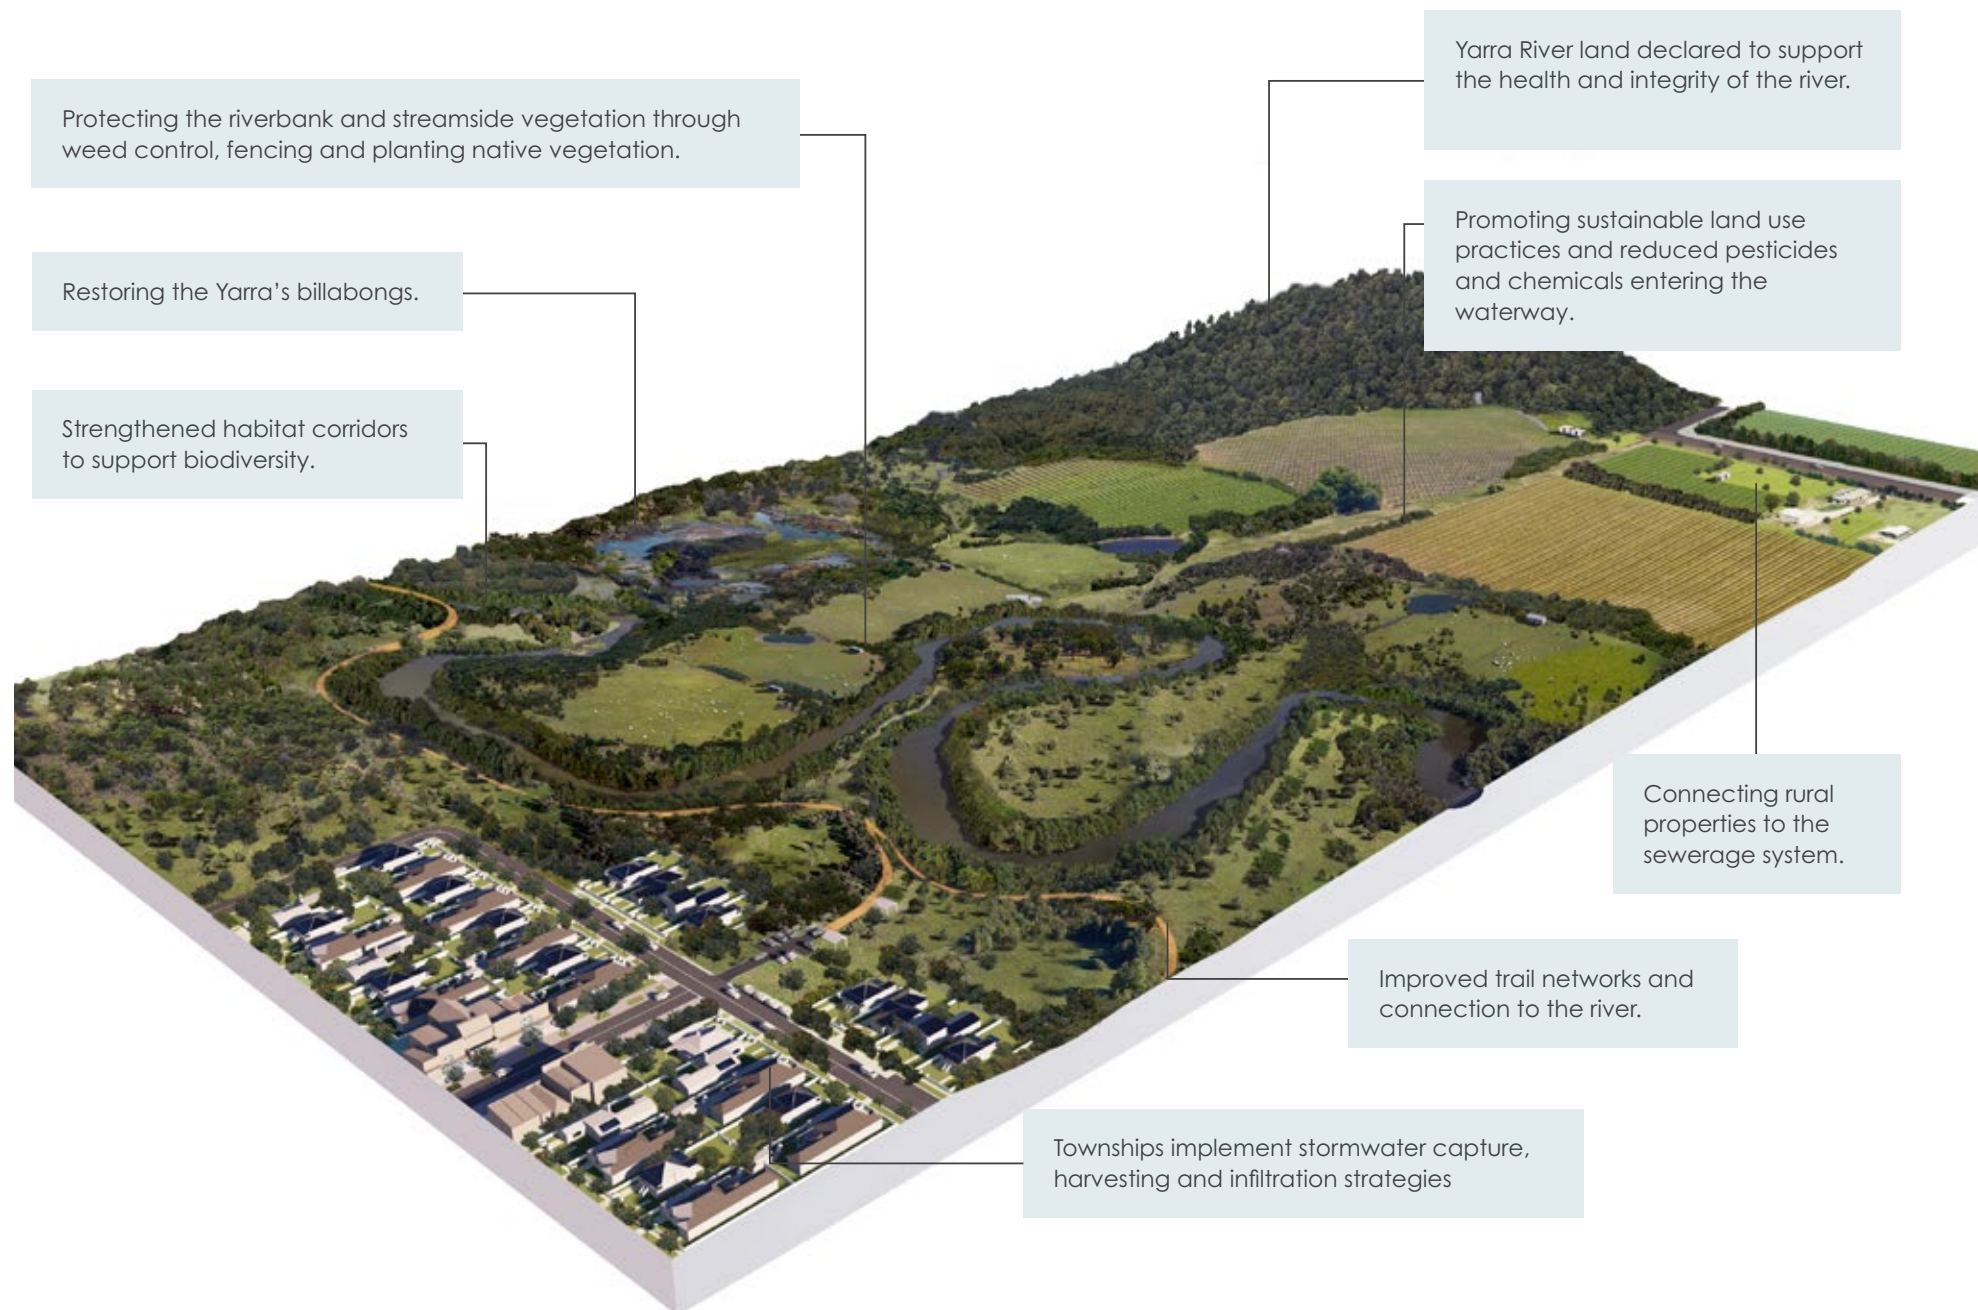 Yarra River land declared to support
the health and integrity of the river.
Protecting the riverbank and streamside vegetation through
weed control, fencing and planting native vegetation.
Promoting sustainable land use
practices and reduced pesticides
and chemicals entering the
waterway.
Restoring the Yarra's billabongs.
Strengthened habitat corridors
to support biodiversity.
Connecting rural
properties to the
sewerage system.
Improved trail networks and
connection to the river.
Townships implement stormwater capture,
harvesting and infiltration strategies